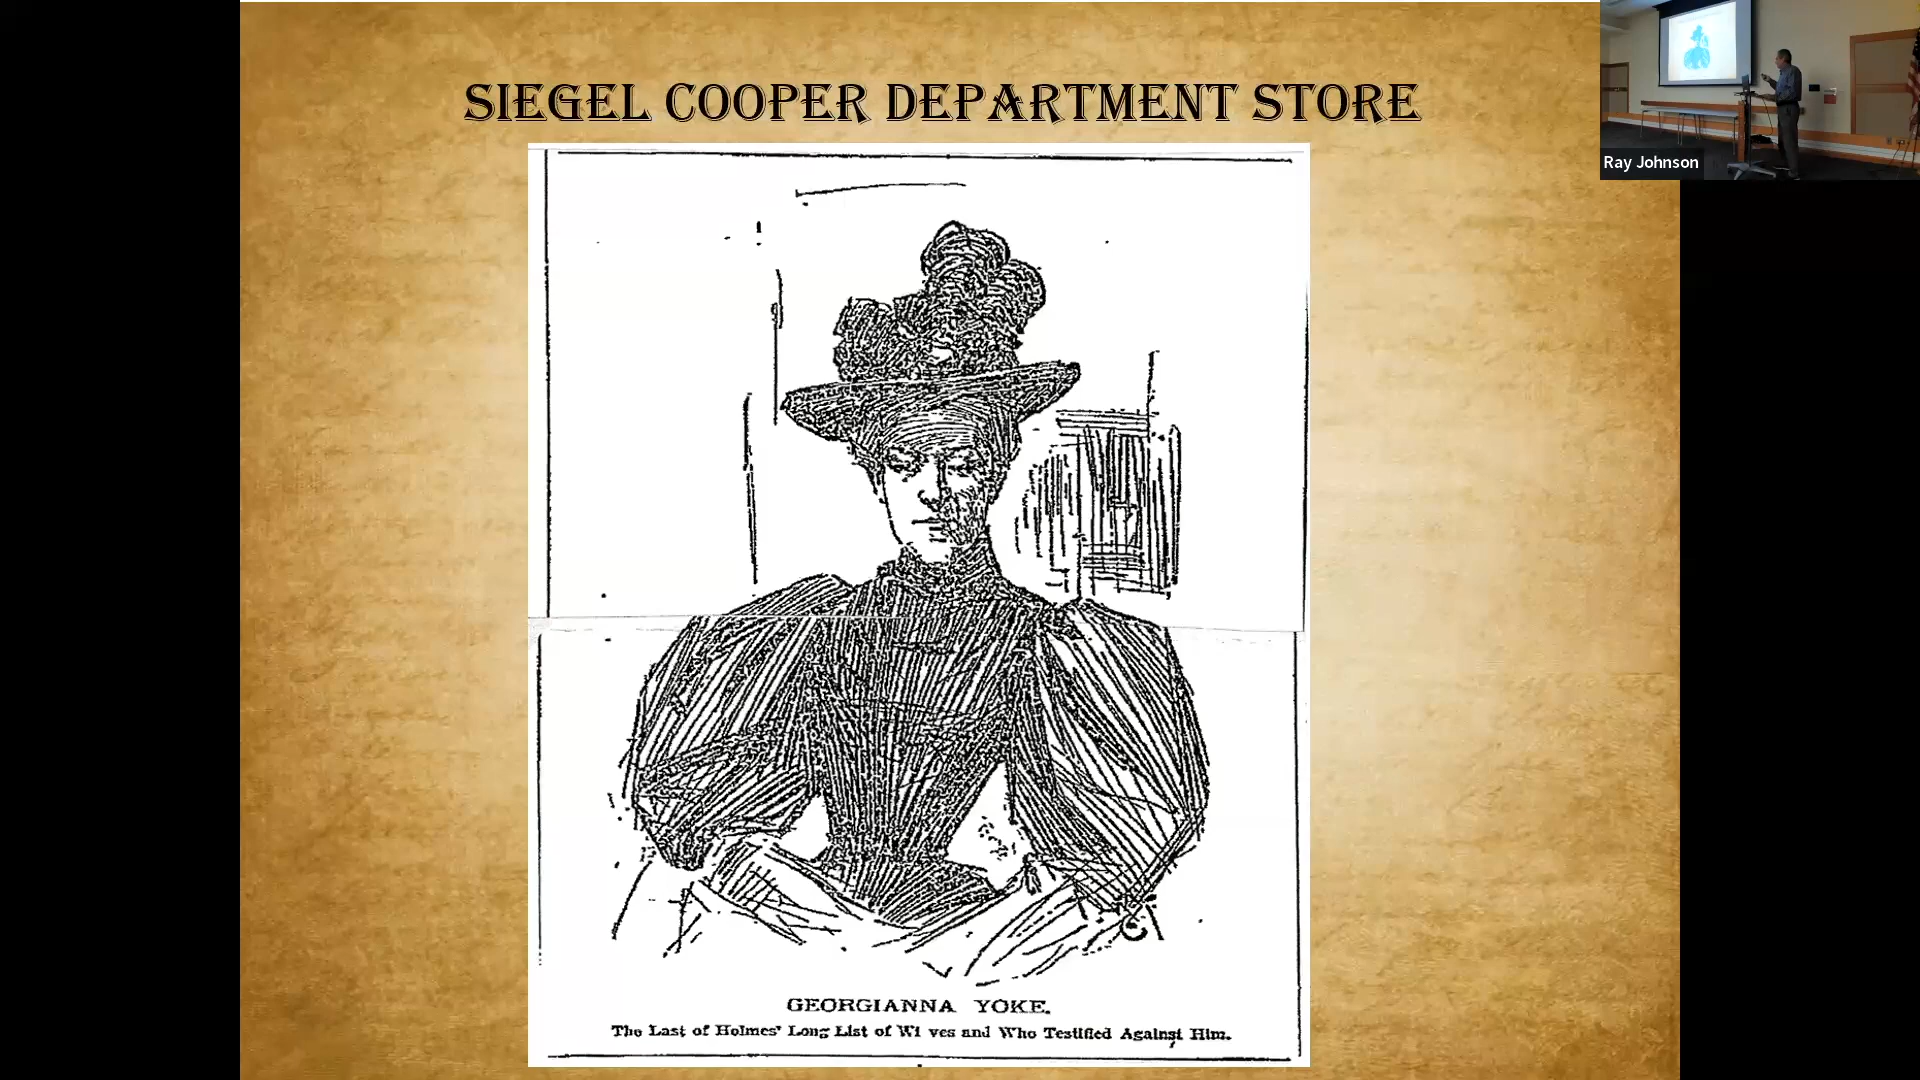 SIEGEL COOPER DEPARTMENT STORE
Ray Johnson
GEORGIANNA YOKE.
The Last of Holmes' Long List of Wi ves and Who Testified Against Him.